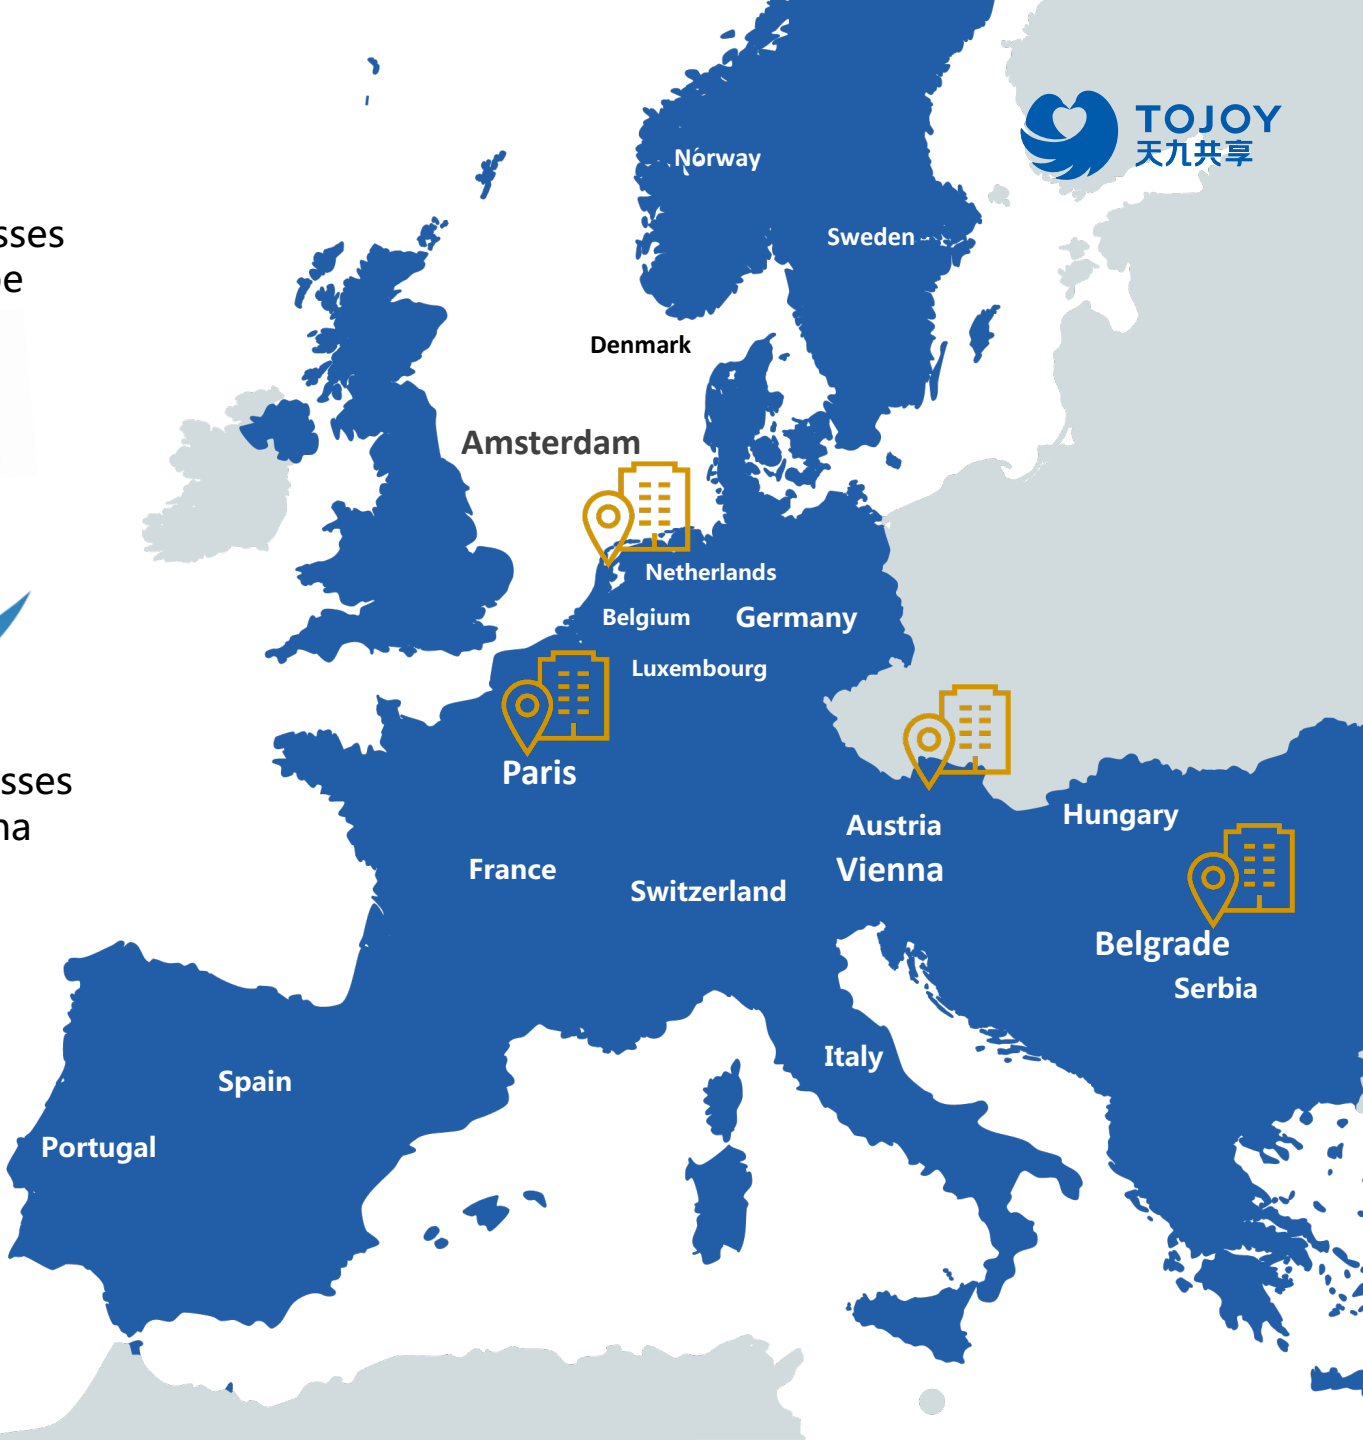 TOJOY
天九共享
Norway
sses
Sweden
pe
Denmark
Amsterdam
Netherlands
Belgium
Germany
Luxembourg
Paris
sses
na
Hungary
Austria
Vienna
France
Switzerland
Belgrade
Serbia
Italy
Spain
Portugal